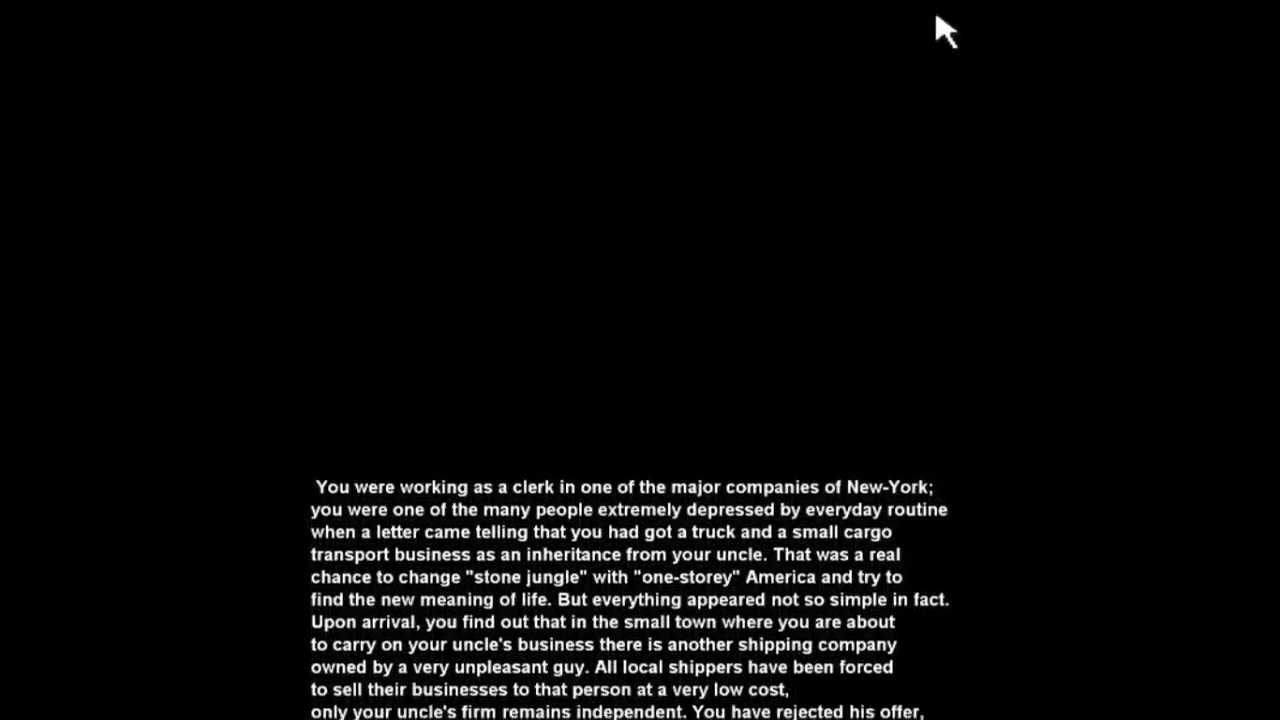 You were working as a clerk in one of the major companies of New-York;
you were one of the many people extremely depressed by everyday routine
when a letter came telling that you had got a truck and a small cargo
transport business as an inheritance from your uncle. That was a real
chance to change "stone jungle" with "one-storey" America and try to
find the new meaning of life. But everything appeared not so simple in fact.
Upon arrival, you find out that in the small town where you are about
to carry on your uncle's business there is another shipping company
owned by a very unpleasant guy. All local shippers have been forced
to sell their businesses to that person at a very low cost,
only your uncle's firm remains independent. You have rejected his offer,